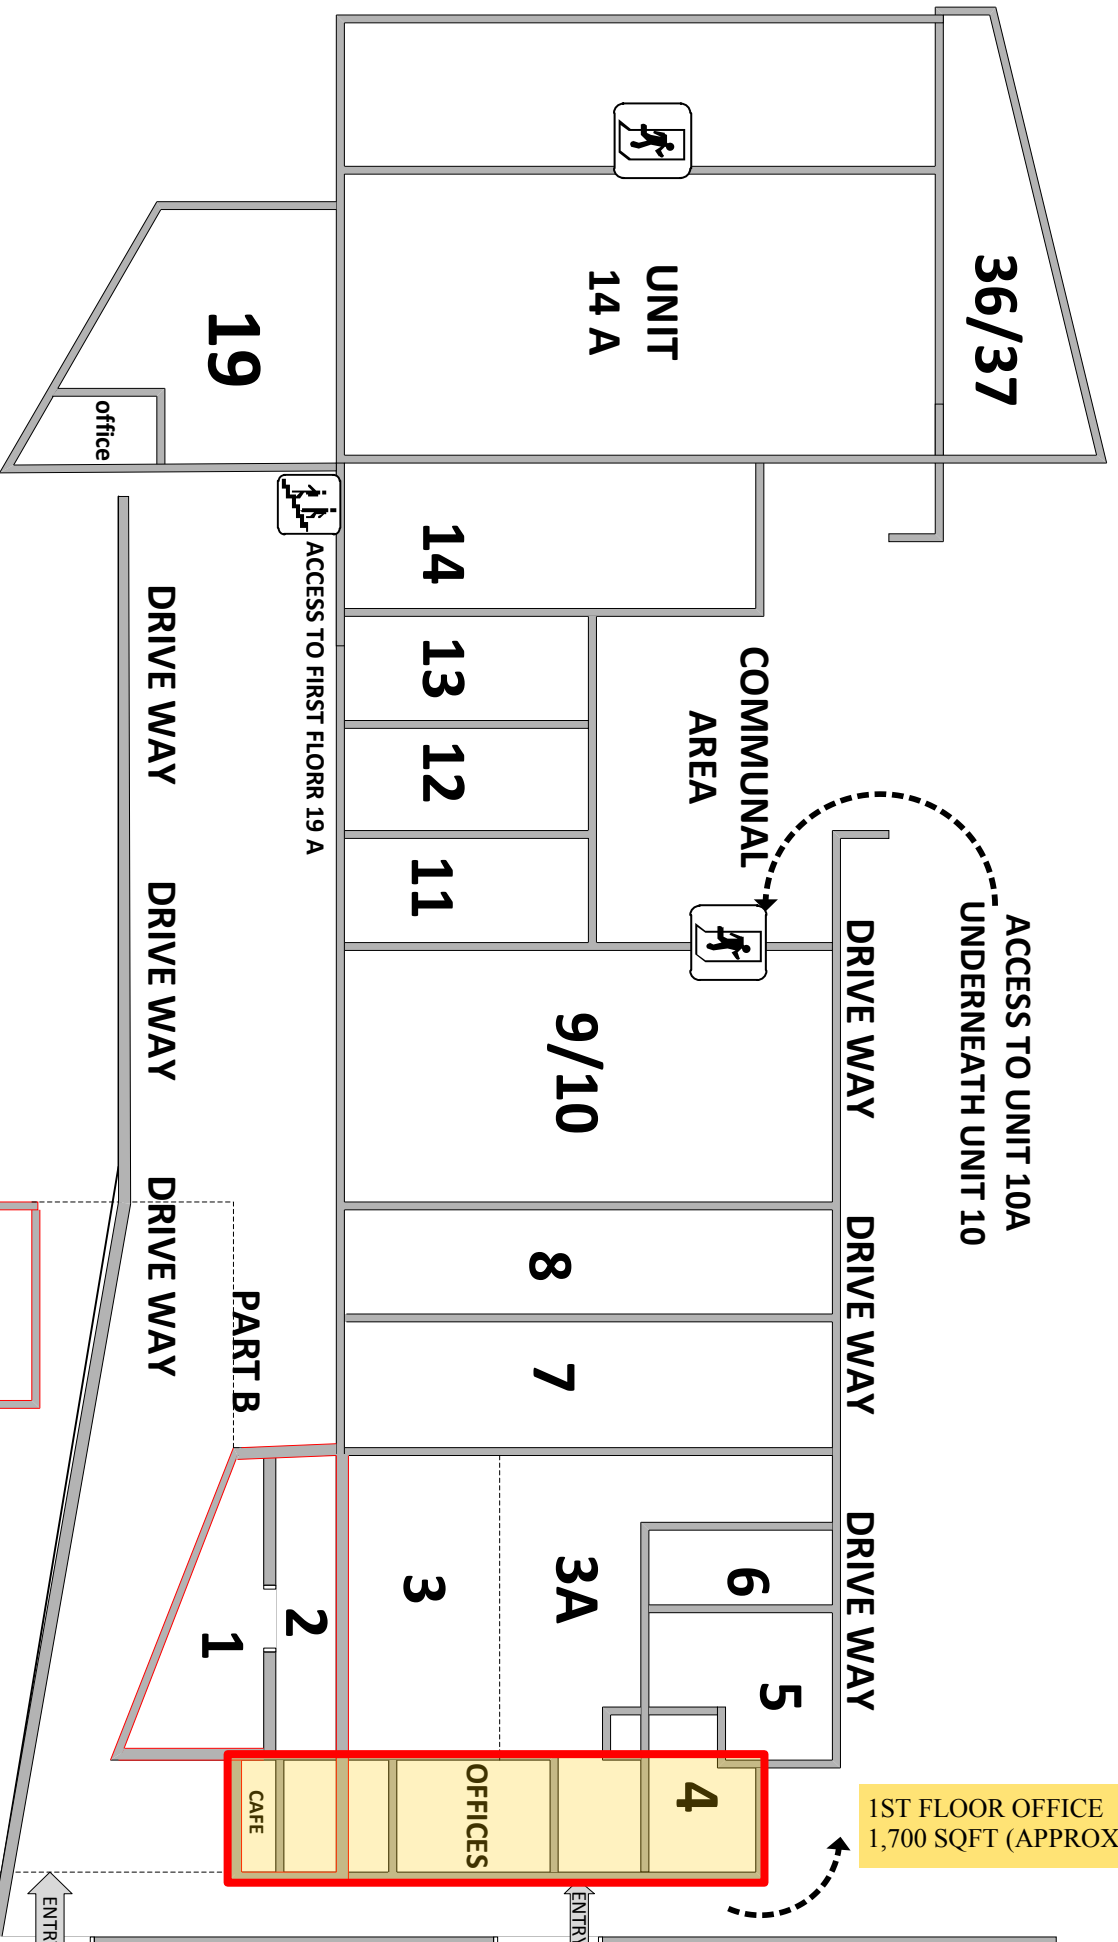 36/37
UNIT
14 A
19
office
14
ACCESS TO FIRST FLORR 19 A
13
12
11
COMMUNAL
AREA
ACCESS TO UNIT 10A
UNDERNEATH UNIT 10
DRIVE WAY
DRIVE WAY
DRIVE WAY
DRIVE WAY
DRIVE WAY
DRIVE WAY
9/10
8
7
PART B
6
5
3A
3
2
1
4
OFFICES
CAFE
1ST FLOOR OFFICE
1,700 SQFT (APPROX
ENTRY
ENTR